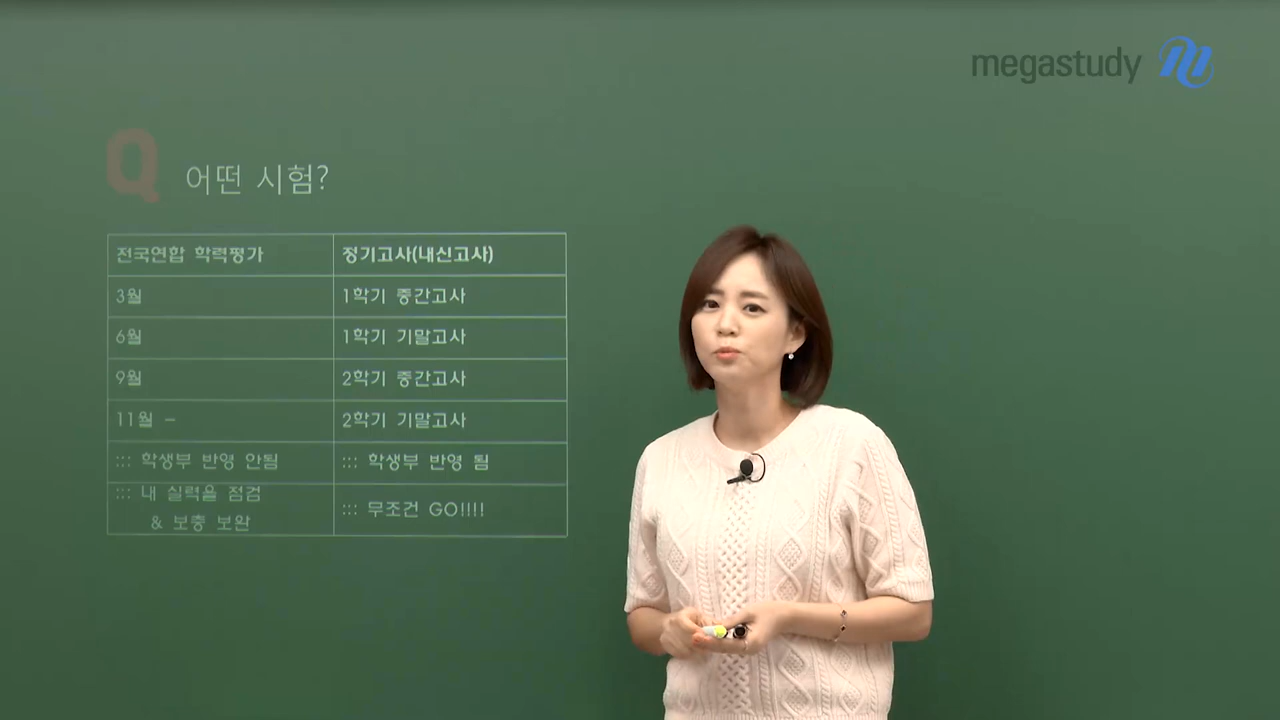 megastudy
Q 어떤 시험?
전국연합 학력평가 정기고사(내신고사)
3월 1학기 중간고사
6월 1학기 기말고사
9월 2학기 중간고사
11월 – 2학기 기말고사
::: 학생부 반영 안됨 ::: 학생부 반영 됨
::: 내 실력을 점검
& 보충 보완
::: 무조건 GO!!!!